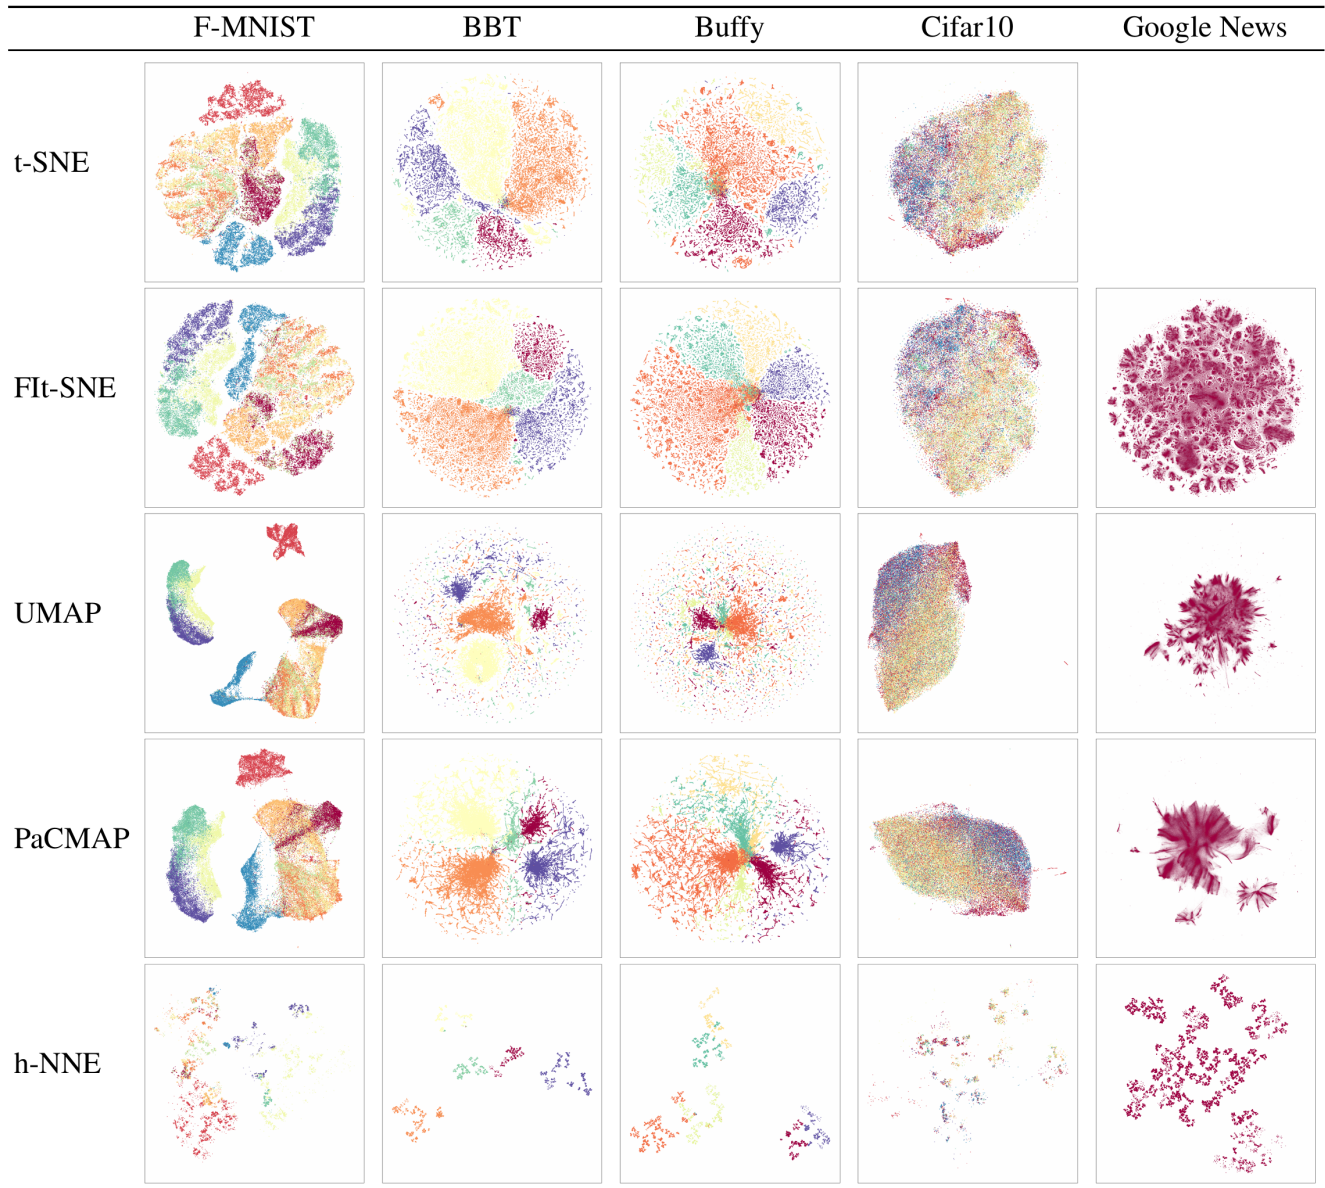 F-MNIST BBT Buffy Cifar10 Google News
t-SNE
FIt-SNE
UMAP
PaCMAP
h-NNE